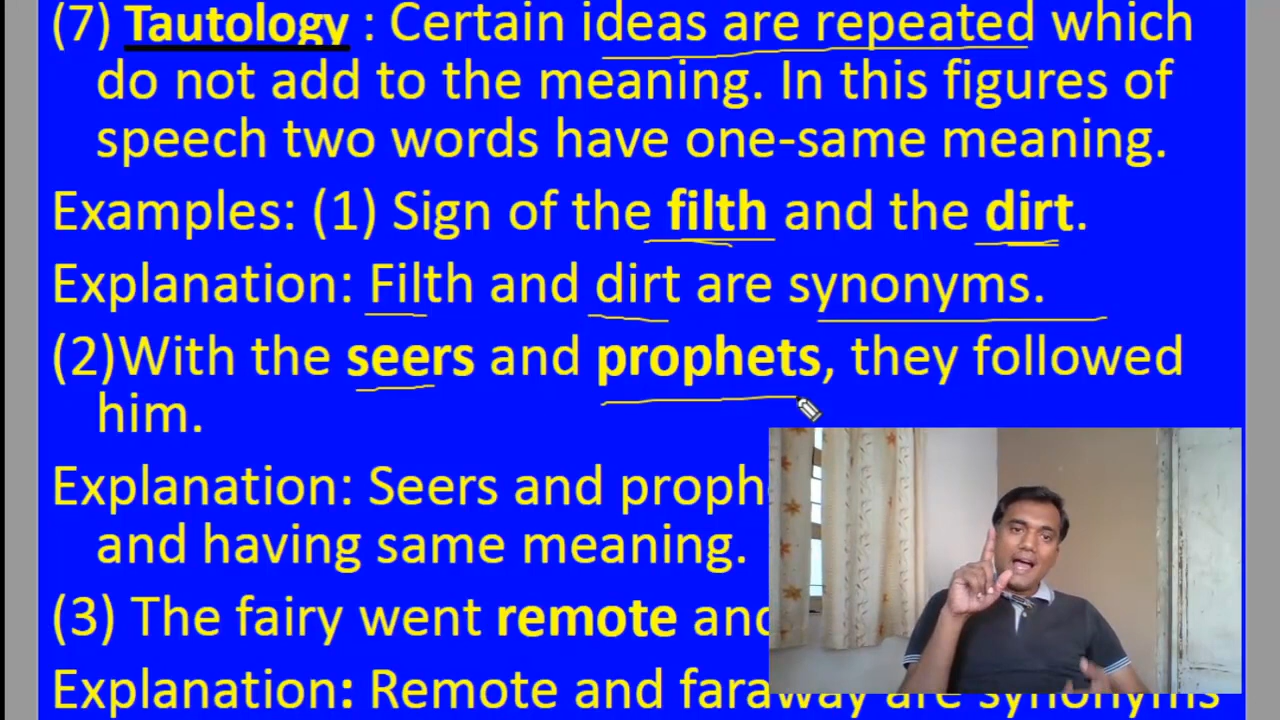 (7) Tautology : Certain ideas are repeated which
do not add to the meaning. In this figures of
speech two words have one-same meaning.
Examples: (1) Sign of the filth and the dirt.
Explanation: Filth and dirt are synonyms.
(2)With the seers and prophets, they followed
him.
Explanation: Seers and
and having same meaning.
(3) The fairy went remote
Explanation: Remote and faraway are synonyms